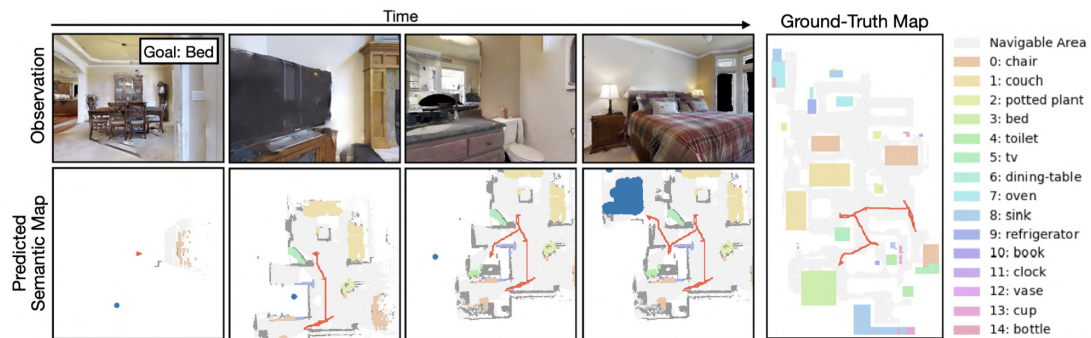 Time
Ground-Truth Map
Observation
Goal: Bed
Predicted
Semantic Map
Navigable Area
0: chair
1: couch
2: potted plant
3: bed
4: toilet
5: tv
6: dining-table
7: oven
8: sink
9: refrigerator
10: book
11: clock
12: vase
13: cup
14: bottle